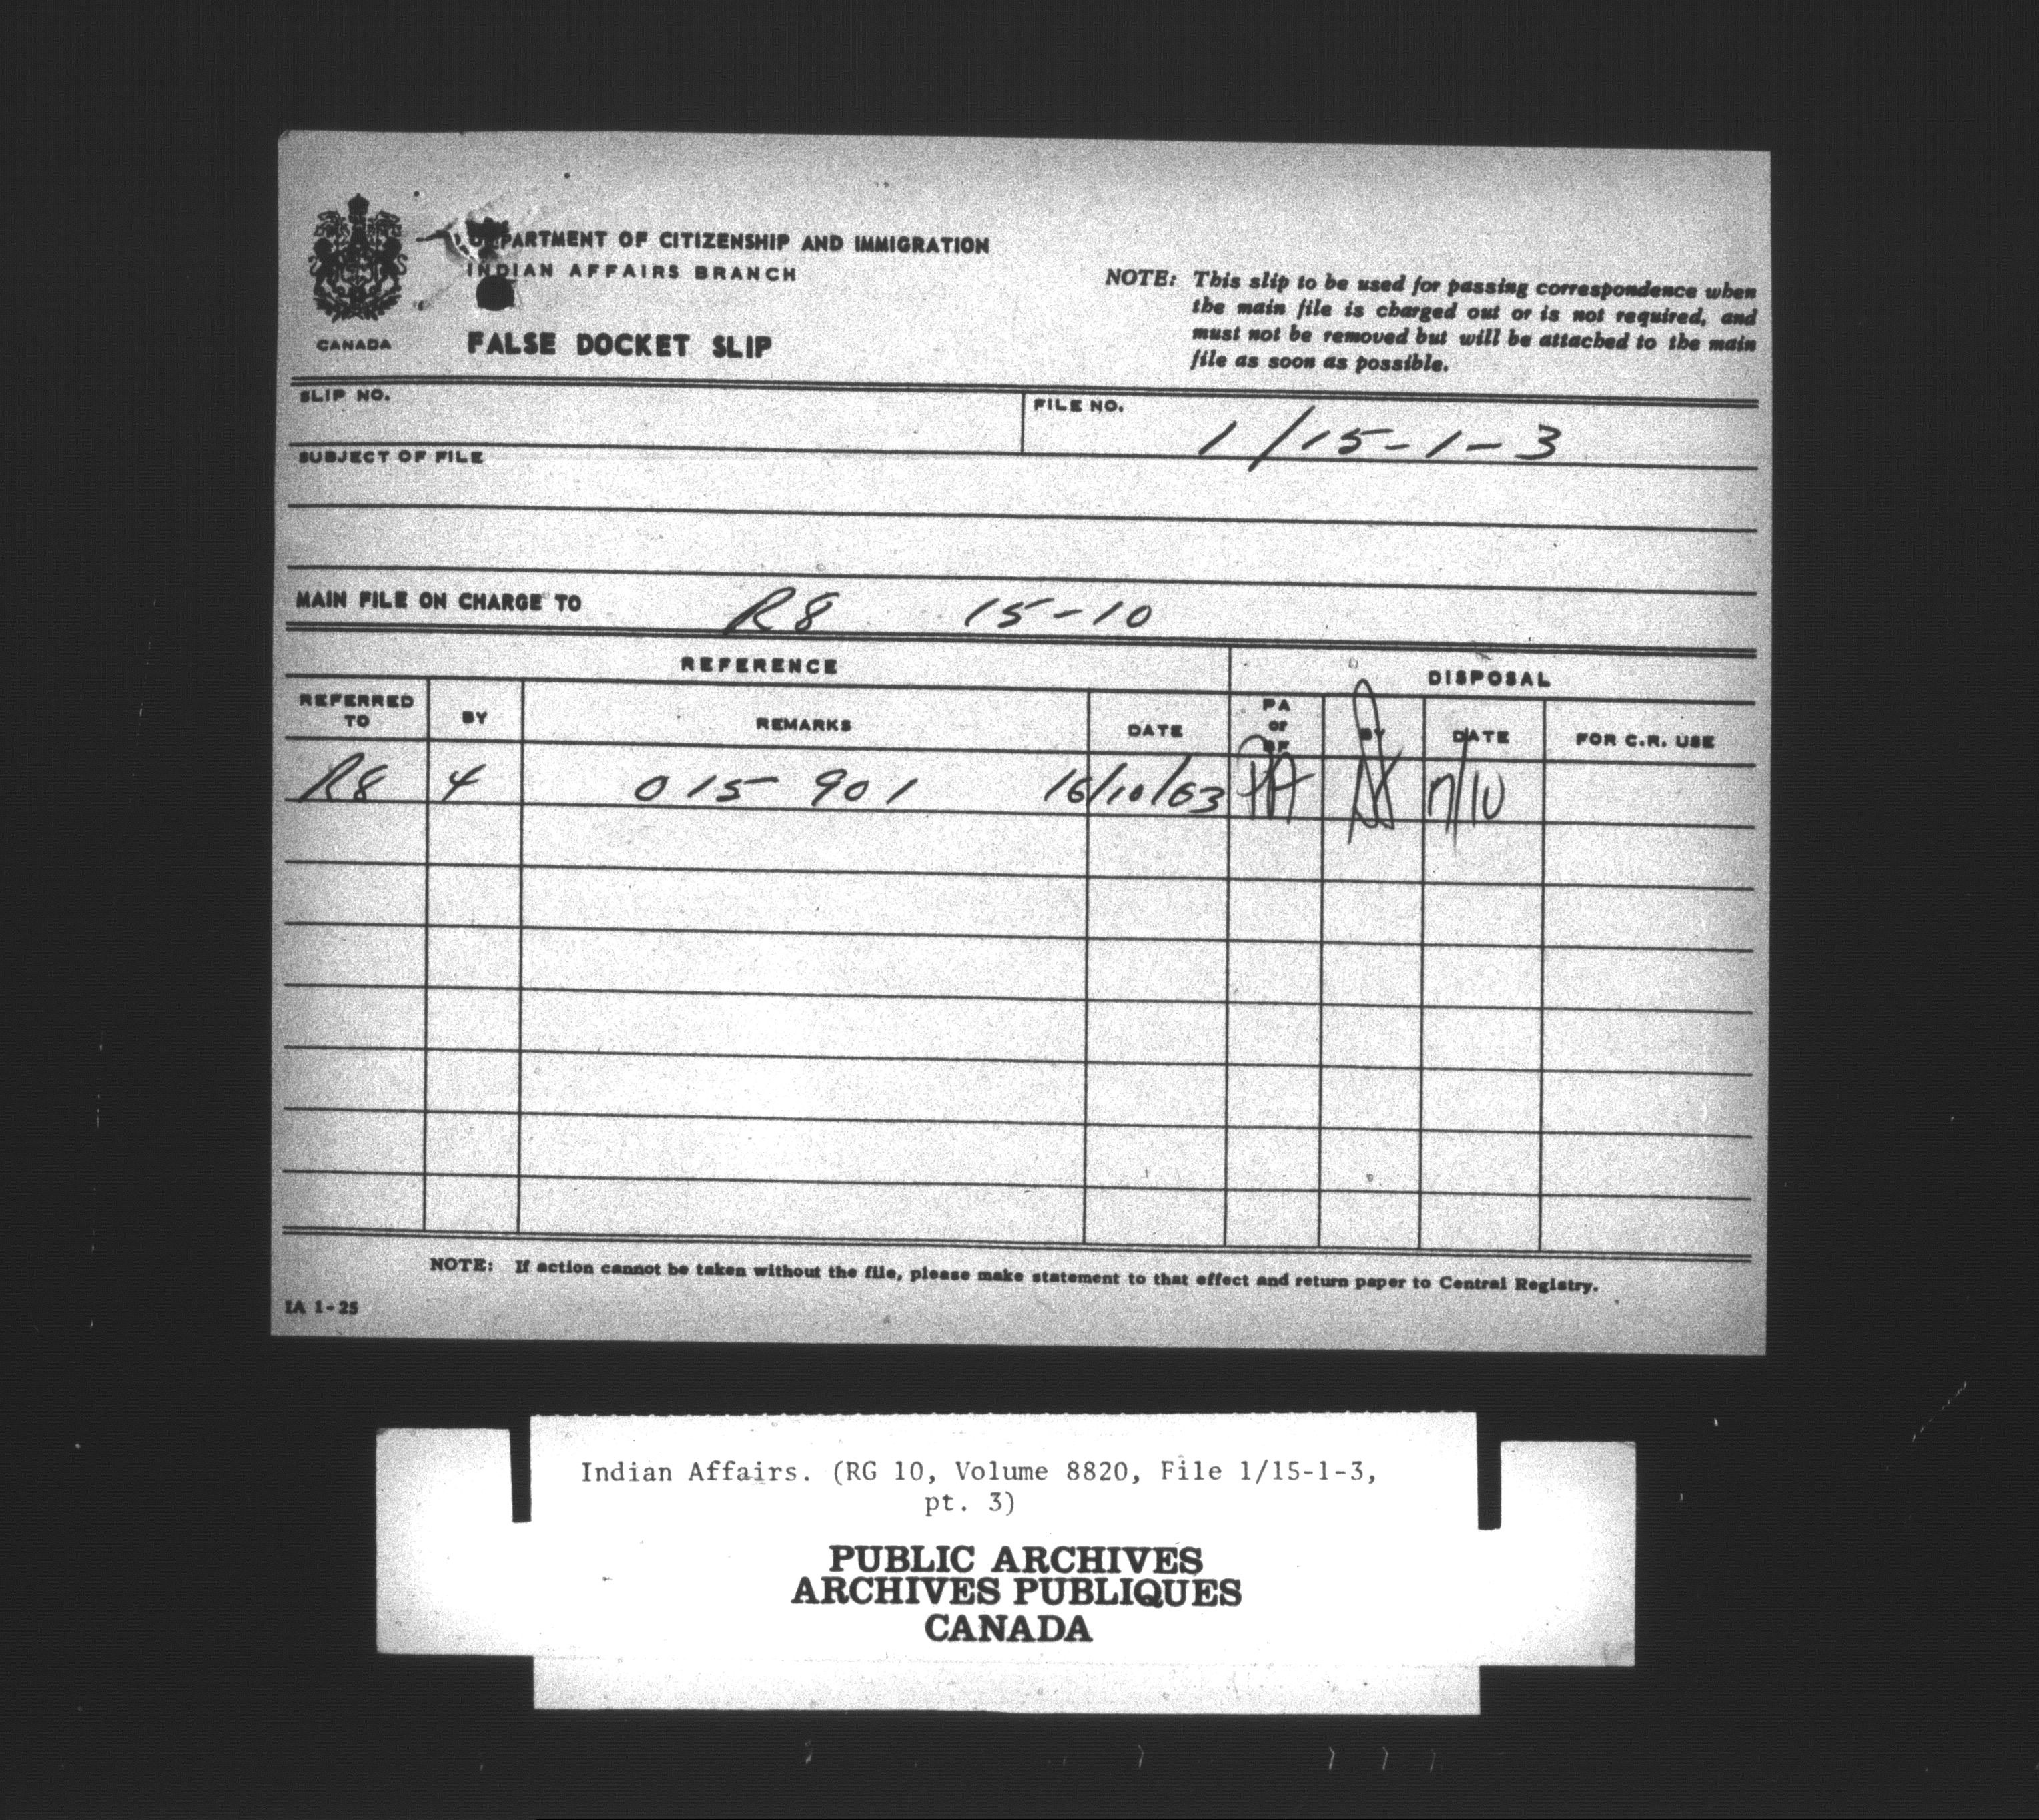 DEPARTMENT OF CITIZENSHIP AND IMMIGRATION
INDIAN AFFAIRS BRANCH
CANADA
FALSE DOCKET SLIP
NOTE: This slip to be used for passing correspondence when
the main file is charged out or is not required, and
must not be removed but will be attached to the main
file as soon as possible.
SLIP NO.
FILE NO. 1/15-1-3
SUBJECT OF FILE
MAIN FILE ON CHARGE TO R8 15-10
REFERENCE
DISPOSAL
REFERRED TO
BY
REMARKS
DATE
PA or BF
BY
DATE
FOR C.R. USE
R8 4 015 901 16/10/63 PA
NOTE: If action cannot be taken without the file, please make statement to that effect and return paper to Central Registry.
IA 1-25
Indian Affairs. (RG 10, Volume 8820, File 1/15-1-3,
pt. 3)
PUBLIC ARCHIVES
ARCHIVES PUBLIQUES
CANADA